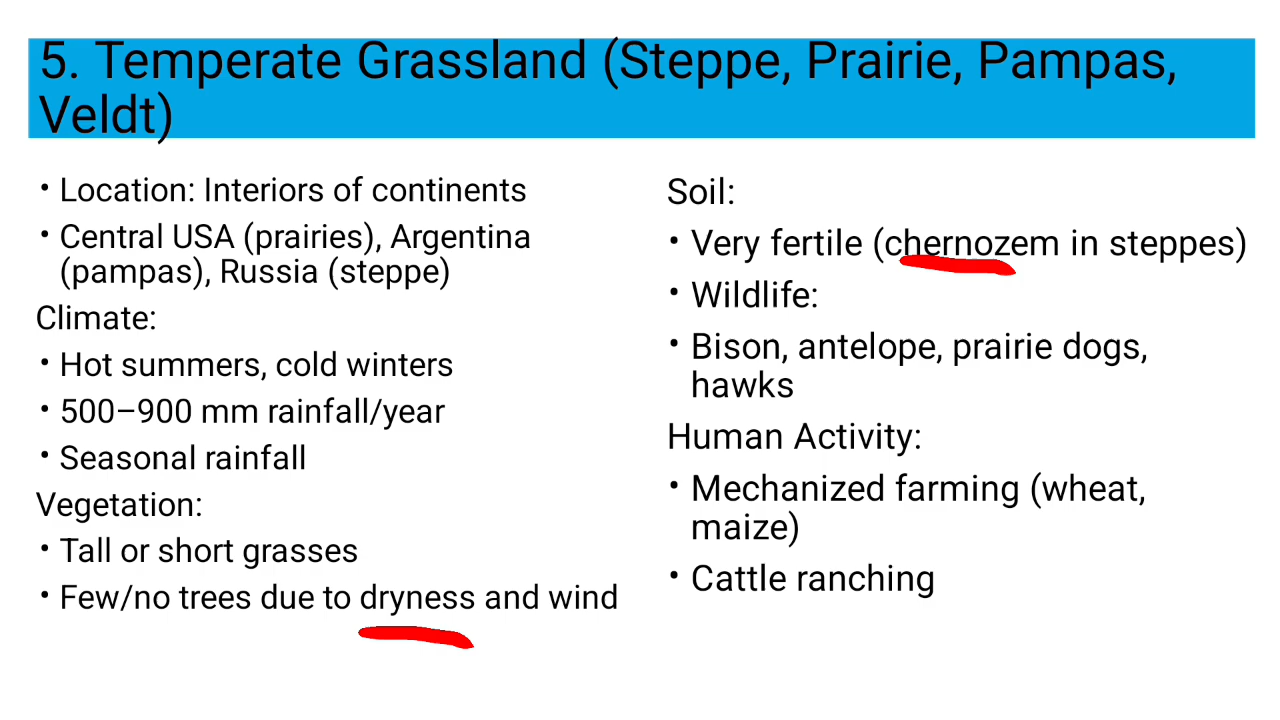 5. Temperate Grassland (Steppe, Prairie, Pampas,
Veldt)
• Location: Interiors of continents
• Central USA (prairies), Argentina
(pampas), Russia (steppe)
Climate:
• Hot summers, cold winters
• 500–900 mm rainfall/year
• Seasonal rainfall
Vegetation:
• Tall or short grasses
• Few/no trees due to dryness and wind
Soil:
• Very fertile (chernozem in steppes)
• Wildlife:
• Bison, antelope, prairie dogs,
hawks
Human Activity:
• Mechanized farming (wheat,
maize)
• Cattle ranching